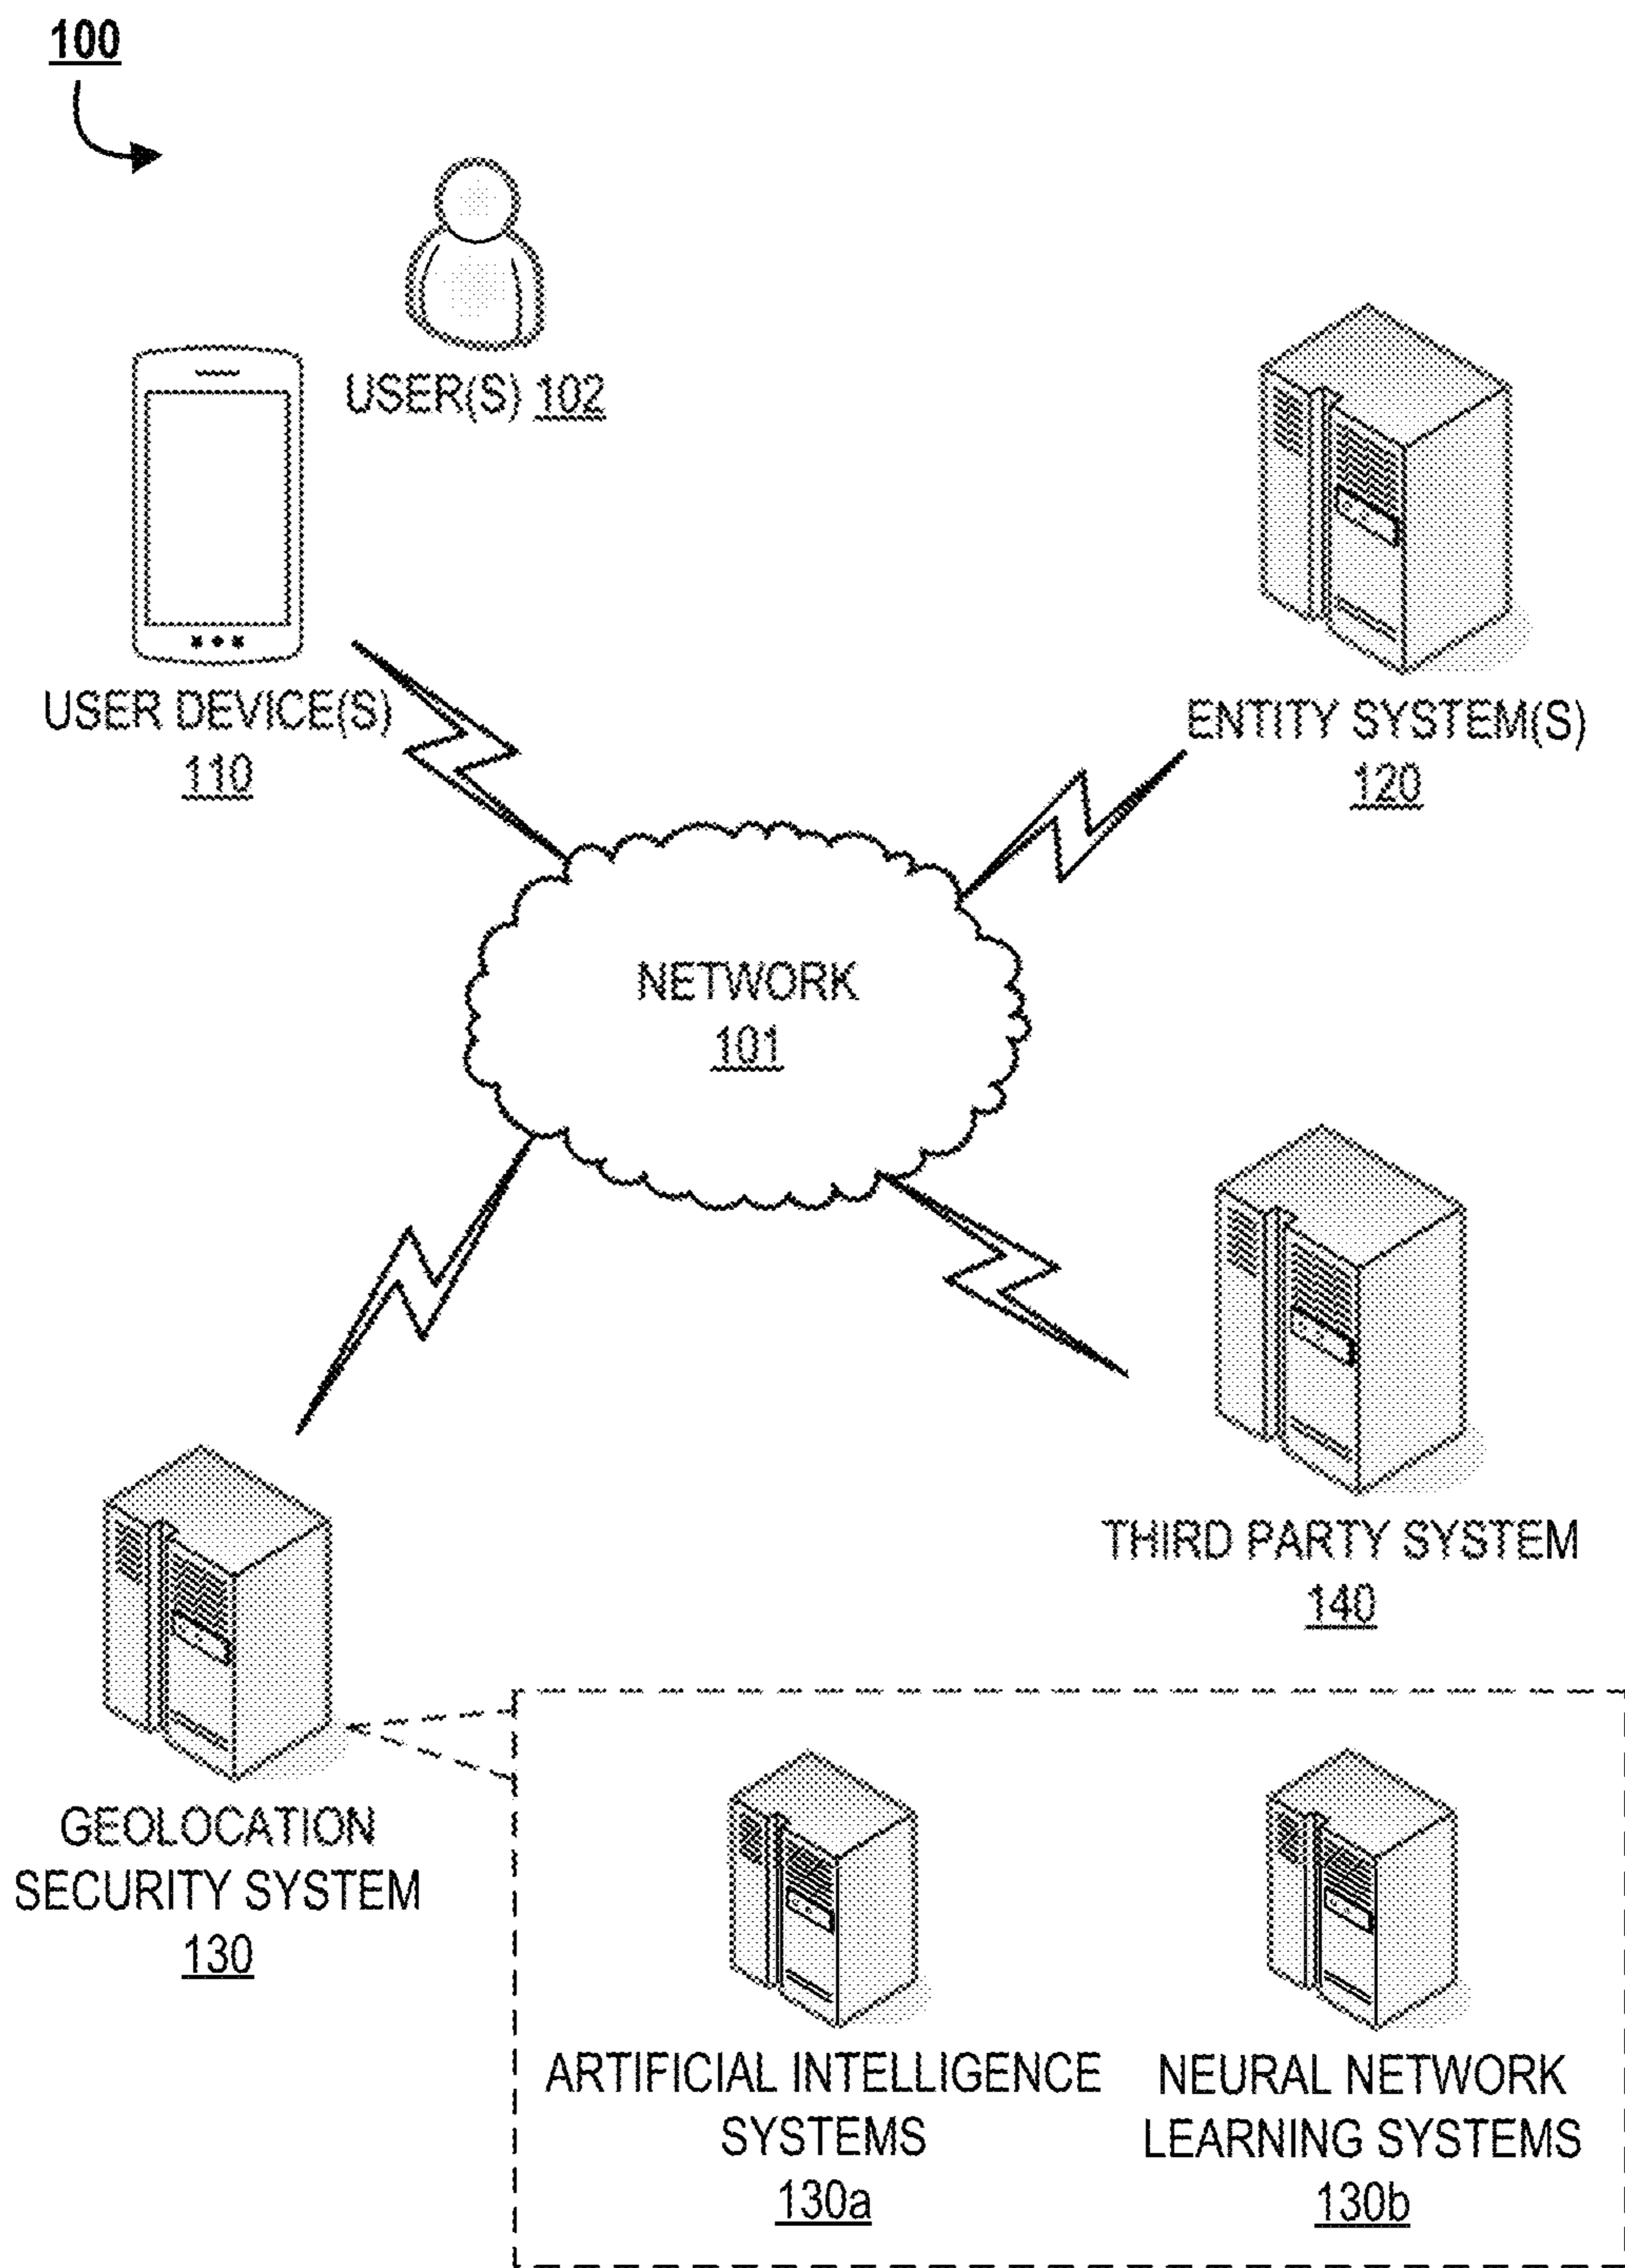 100
USER(S) 102
USER DEVICE(S)
110
ENTITY SYSTEM(S)
120
NETWORK
101
THIRD PARTY SYSTEM
140
GEOLOCATION
SECURITY SYSTEM
130
ARTIFICIAL INTELLIGENCE
SYSTEMS
130a
NEURAL NETWORK
LEARNING SYSTEMS
130b